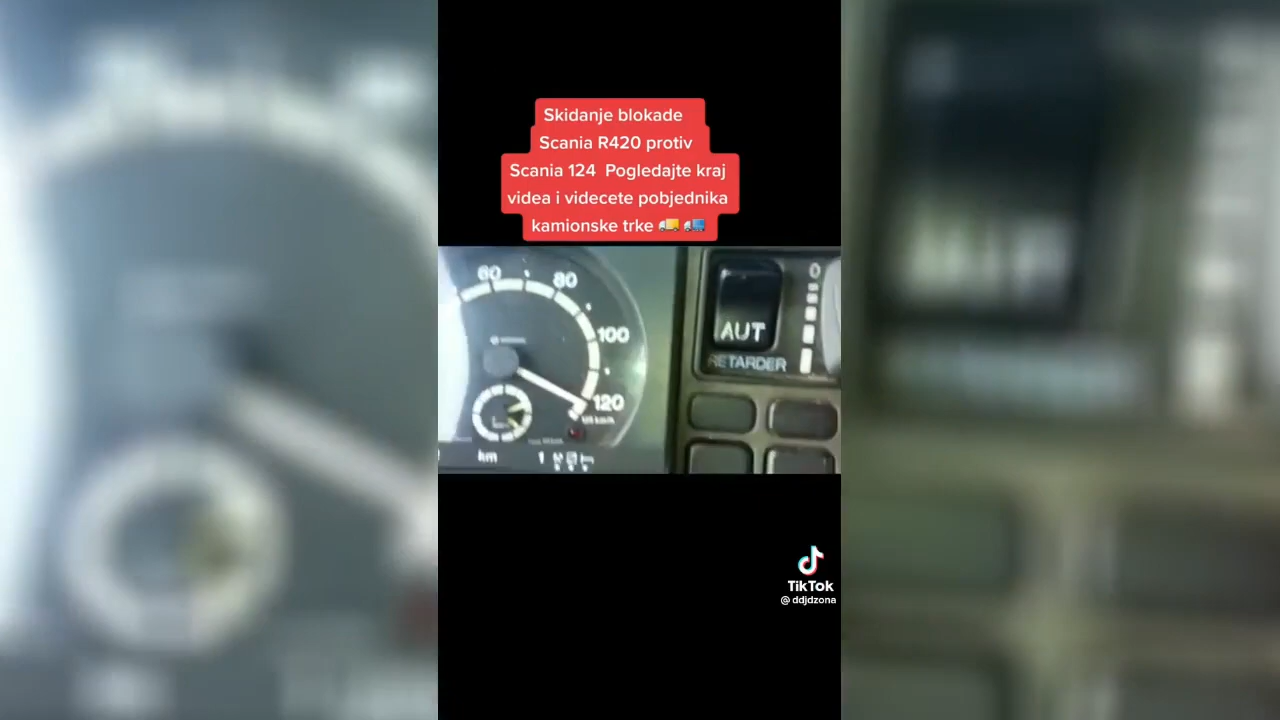 Skidanje blokade
Scania R420 protiv
Scania 124 Pogledajte kraj
videa i videcete pobjednika
kamionske trke 🚚 🚛
60
80
100
120
km
1
AUT
RETARDER
0
TikTok
@ ddjdzona